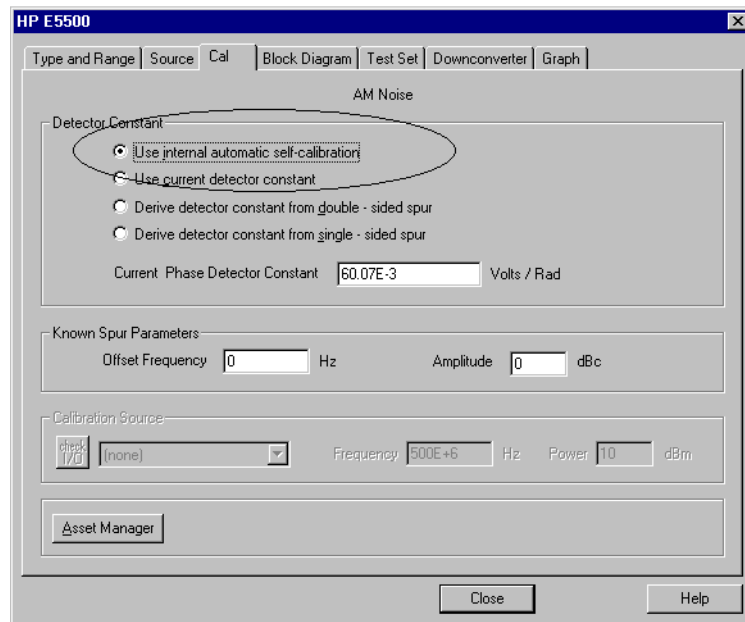 HP E5500
Type and Range Source Cal Block Diagram Test Set Downconverter Graph
AM Noise
Detector Constant
Use internal automatic self-calibration
Use current detector constant
Derive detector constant from double - sided spur
Derive detector constant from single - sided spur
Current Phase Detector Constant 60.07E-3 Volts / Rad
Known Spur Parameters
Offset Frequency 0 Hz Amplitude 0 dBc
Calibration Source
check I/O (none) Frequency 500E+6 Hz Power 10 dBm
Asset Manager
Close Help